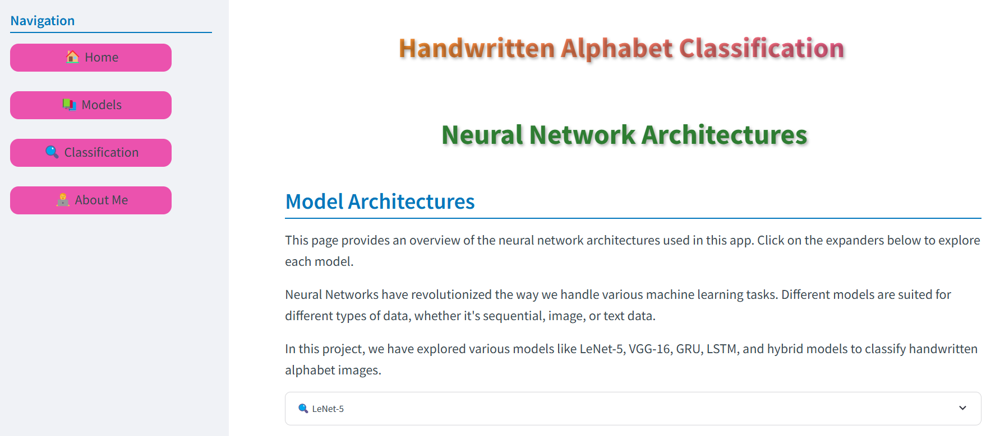 Navigation
🏠 Home
📚 Models
🔍 Classification
🧑‍💻 About Me
Handwritten Alphabet Classification
Neural Network Architectures
Model Architectures
This page provides an overview of the neural network architectures used in this app. Click on the expanders below to explore
each model.
Neural Networks have revolutionized the way we handle various machine learning tasks. Different models are suited for
different types of data, whether it's sequential, image, or text data.
In this project, we have explored various models like LeNet-5, VGG-16, GRU, LSTM, and hybrid models to classify handwritten
alphabet images.
🔍 LeNet-5